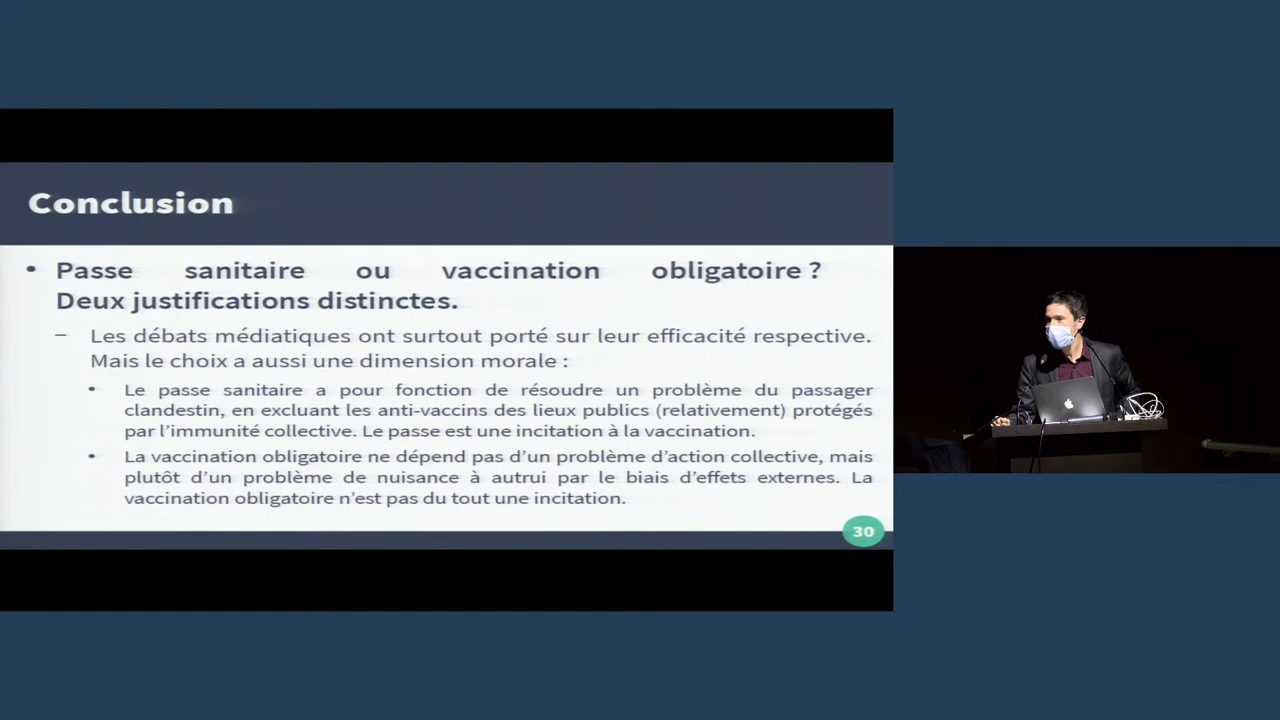 Conclusion
• Passe sanitaire ou vaccination obligatoire ?
Deux justifications distinctes.
– Les débats médiatiques ont surtout porté sur leur efficacité respective.
Mais le choix a aussi une dimension morale :
• Le passe sanitaire a pour fonction de résoudre un problème du passager
clandestin, en excluant les anti-vaccins des lieux publics (relativement) protégés
par l’immunité collective. Le passe est une incitation à la vaccination.
• La vaccination obligatoire ne dépend pas d’un problème d’action collective, mais
plutôt d’un problème de nuisance à autrui par le biais d’effets externes. La
vaccination obligatoire n’est pas du tout une incitation.
30